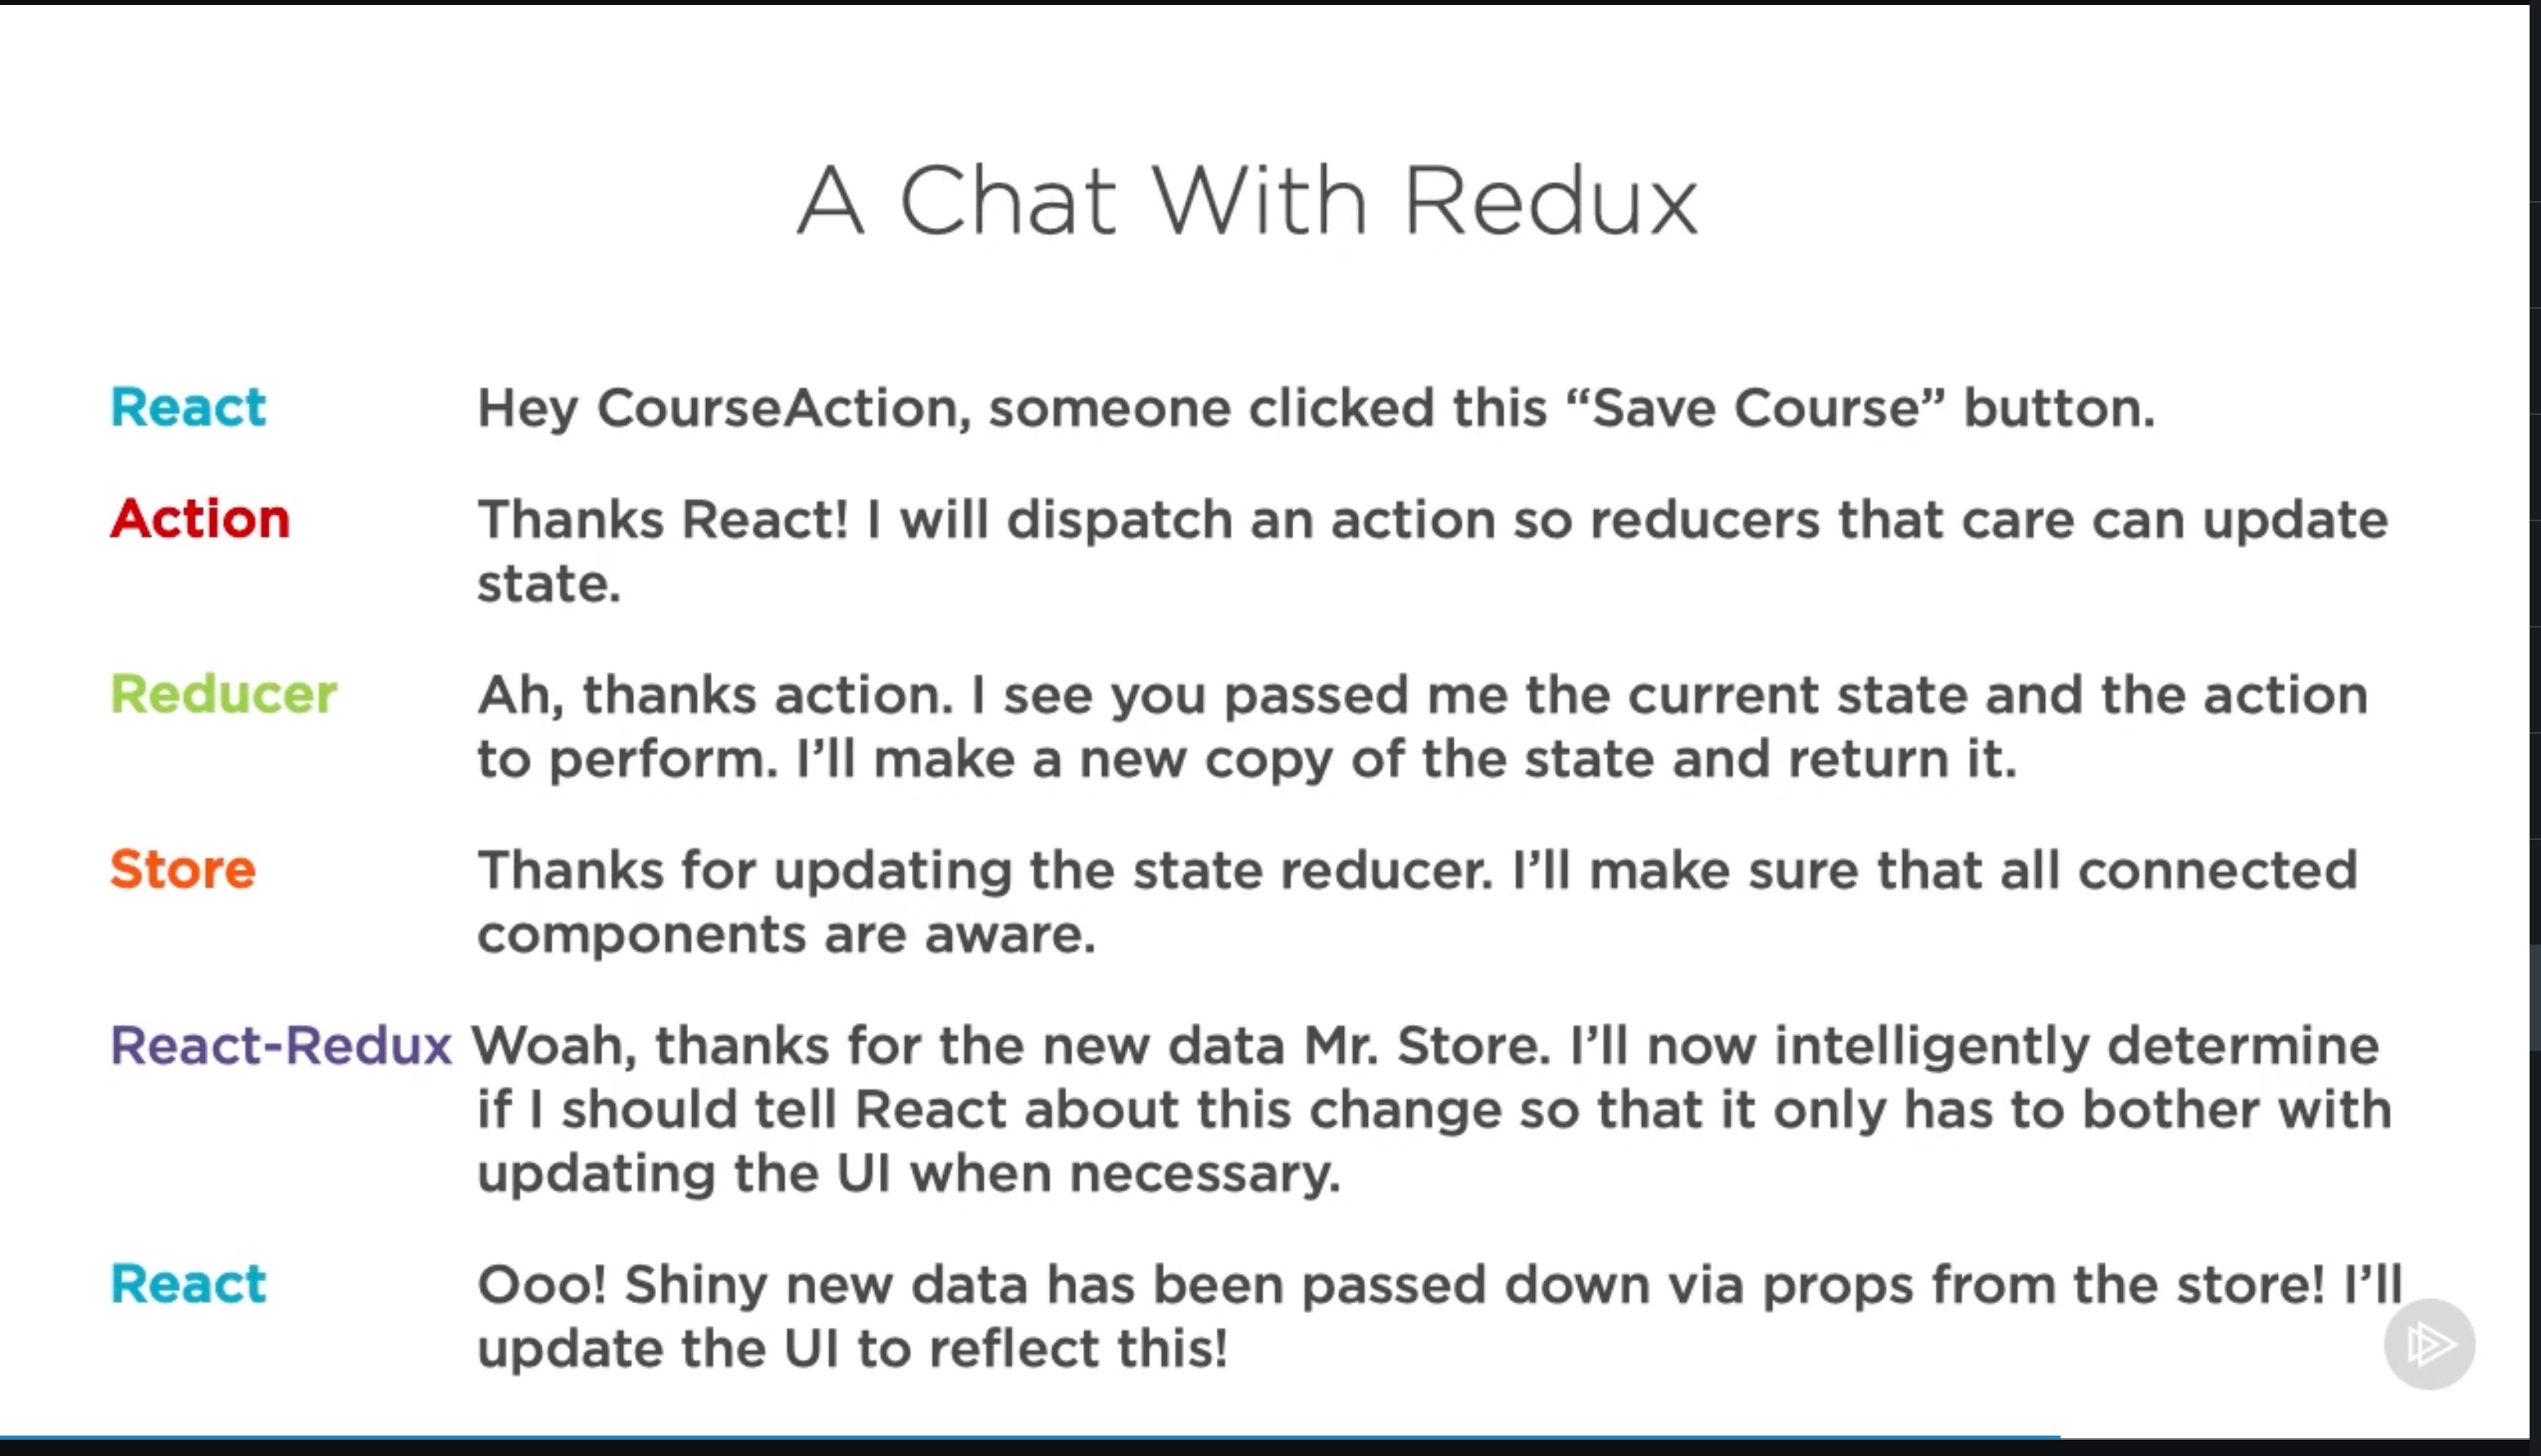 A Chat With Redux
React Hey CourseAction, someone clicked this “Save Course” button.
Action Thanks React! I will dispatch an action so reducers that care can update
state.
Reducer Ah, thanks action. I see you passed me the current state and the action
to perform. I’ll make a new copy of the state and return it.
Store Thanks for updating the state reducer. I’ll make sure that all connected
components are aware.
React-Redux Woah, thanks for the new data Mr. Store. I’ll now intelligently determine
if I should tell React about this change so that it only has to bother with
updating the UI when necessary.
React Ooo! Shiny new data has been passed down via props from the store! I’ll
update the UI to reflect this!